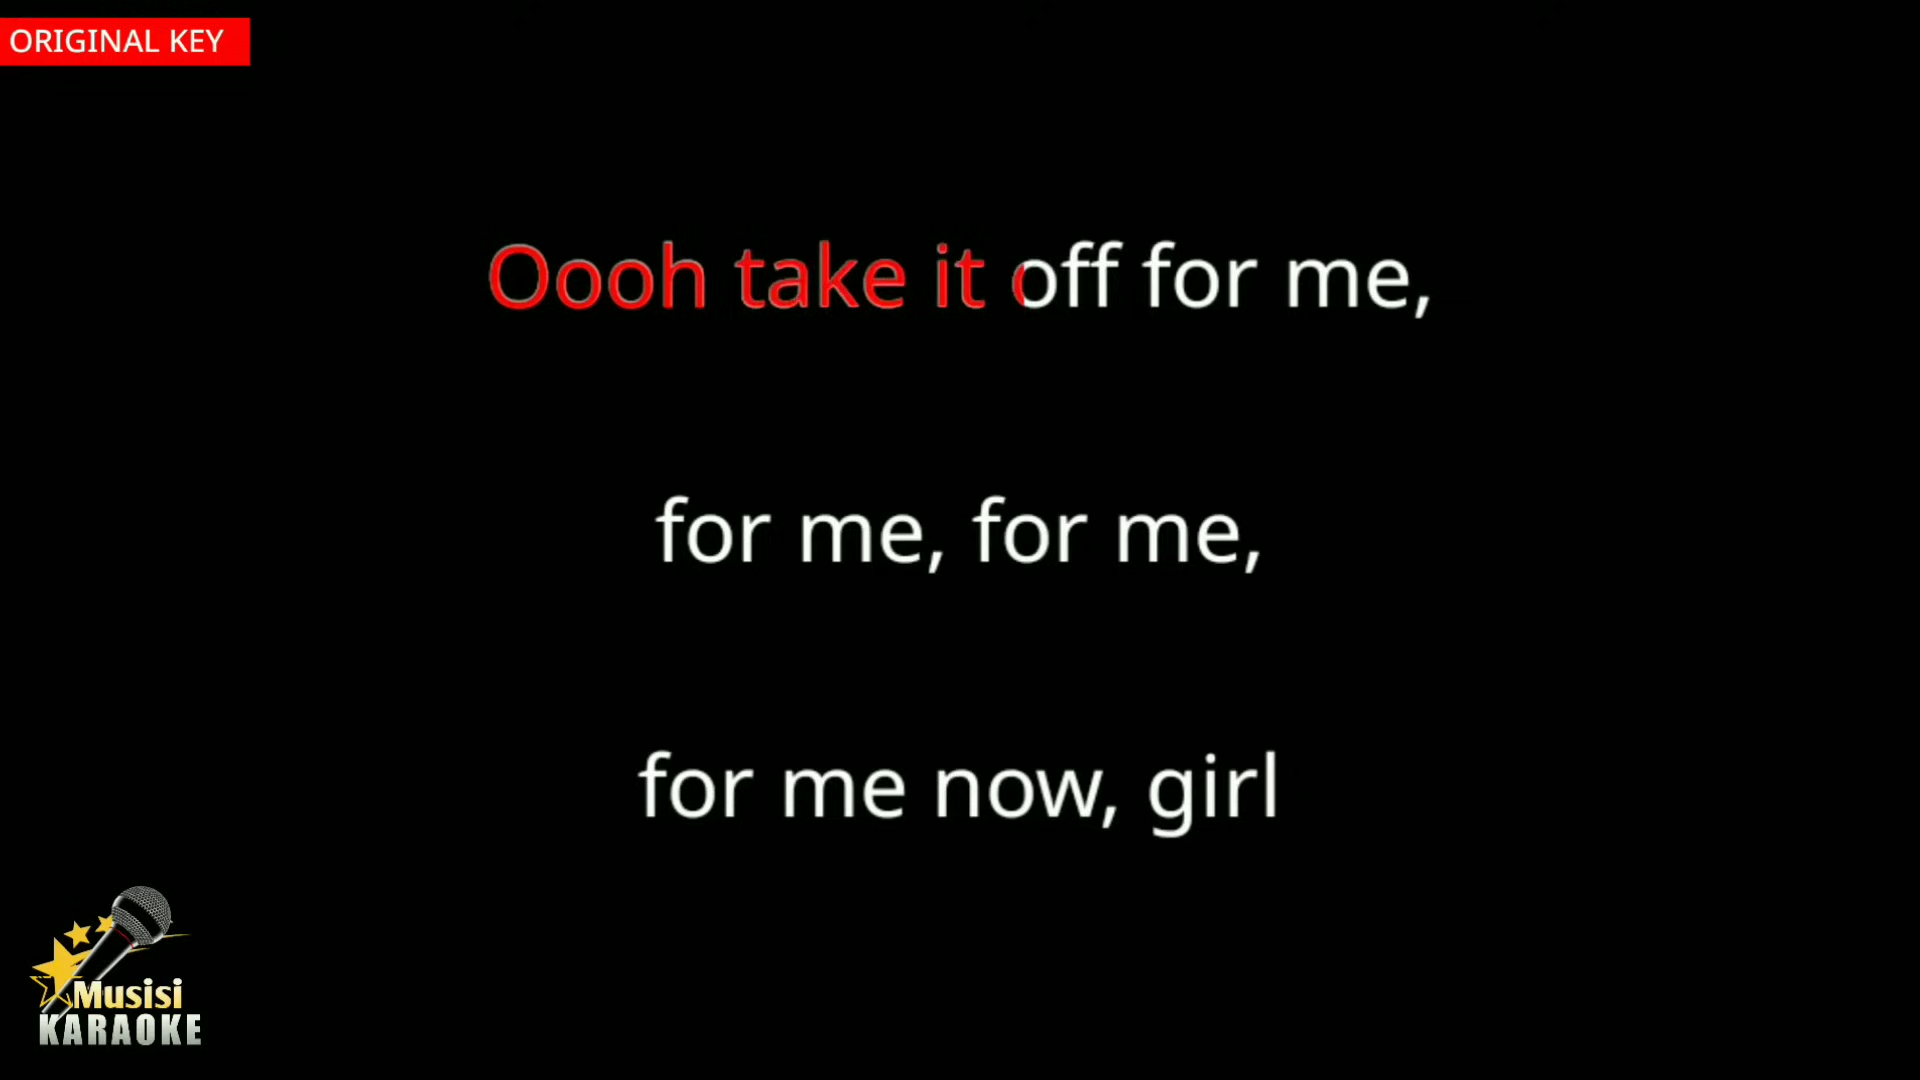 ORIGINAL KEY
Oooh take it off for me,
for me, for me,
for me now, girl
Musisi
KARAOKE